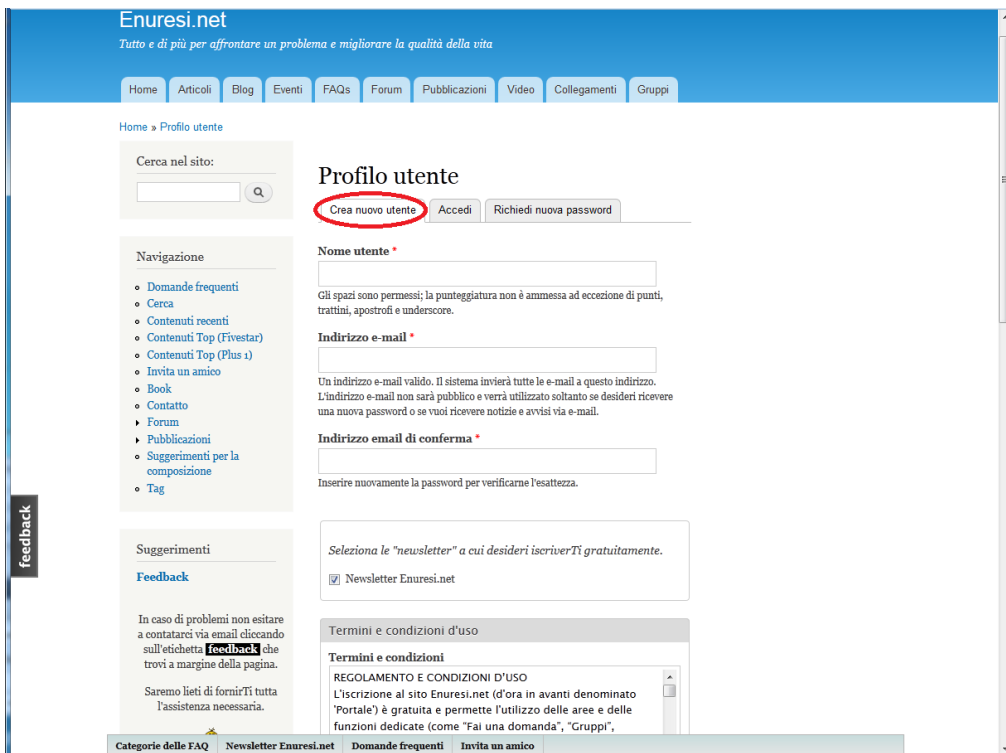 Enuresi.net
Tutto e di più per affrontare un problema e migliorare la qualità della vita
Home Articoli Blog Eventi FAQs Forum Pubblicazioni Video Collegamenti Gruppi
Home » Profilo utente
Cerca nel sito:
Navigazione
Domande frequenti
Cerca
Contenuti recenti
Contenuti Top (Fivestar)
Contenuti Top (Plus 1)
Invita un amico
Book
Contatto
Forum
Pubblicazioni
Suggerimenti per la
composizione
Tag
feedback
Suggerimenti
Feedback
In caso di problemi non esitare
a contatarci via email cliccando
sull'etichetta feedback che
trovi a margine della pagina.
Saremo lieti di fornirTi tutta
l'assistenza necessaria.
Profilo utente
Crea nuovo utente Accedi Richiedi nuova password
Nome utente *
Gli spazi sono permessi; la punteggiatura non è ammessa ad eccezione di punti,
trattini, apostrofi e underscore.
Indirizzo e-mail *
Un indirizzo e-mail valido. Il sistema invierà tutte le e-mail a questo indirizzo.
L'indirizzo e-mail non sarà pubblico e verrà utilizzato soltanto se desideri ricevere
una nuova password o se vuoi ricevere notizie e avvisi via e-mail.
Indirizzo email di conferma *
Inserire nuovamente la password per verificarne l'esattezza.
Seleziona le "newsletter" a cui desideri iscriverTi gratuitamente.
Newsletter Enuresi.net
Termini e condizioni d'uso
Termini e condizioni
REGOLAMENTO E CONDIZIONI D'USO
L'iscrizione al sito Enuresi.net (d'ora in avanti denominato
'Portale') è gratuita e permette l'utilizzo delle aree e delle
funzioni dedicate (come "Fai una domanda", "Gruppi",
Categorie delle FAQ Newsletter Enuresi.net Domande frequenti Invita un amico